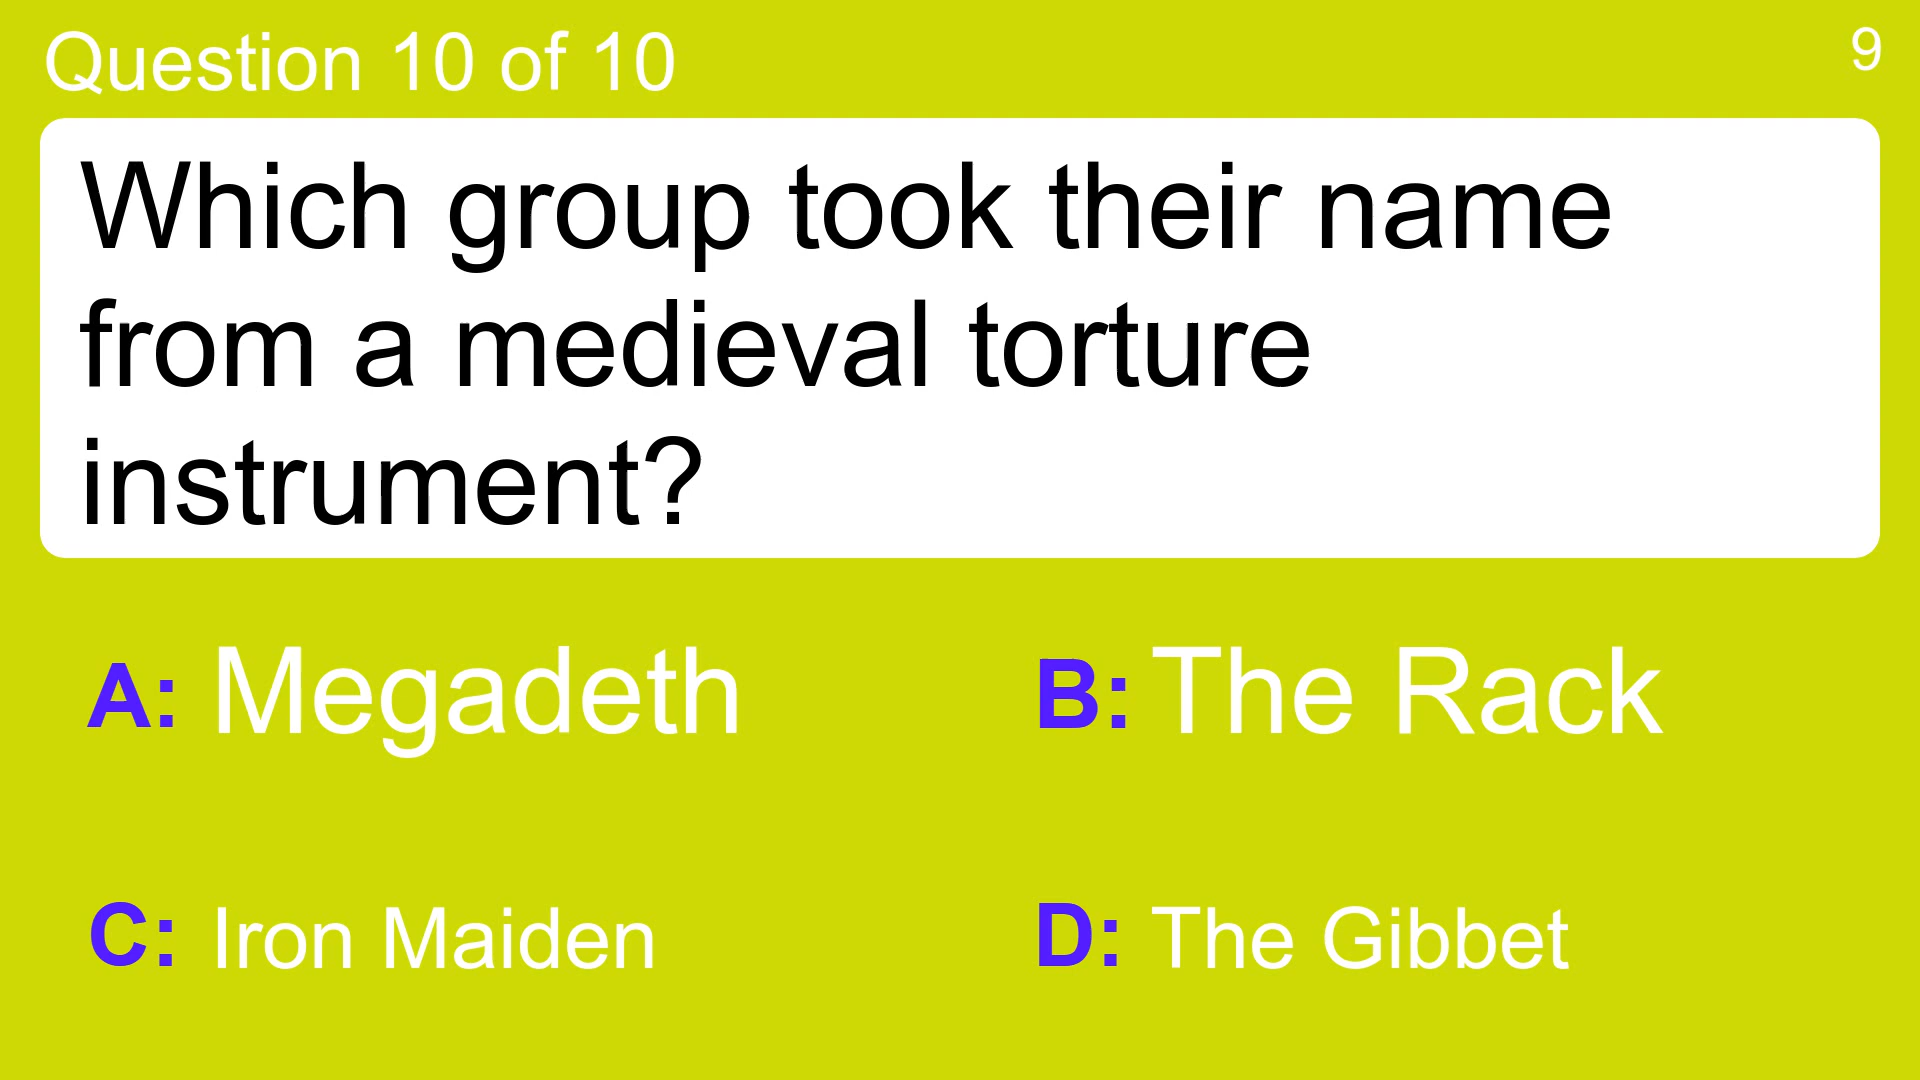 Question 10 of 10
9
Which group took their name
from a medieval torture
instrument?
A: Megadeth
B: The Rack
C: Iron Maiden
D: The Gibbet